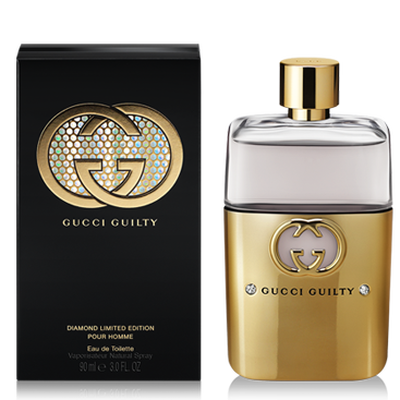 GUCCI GUILTY
DIAMOND LIMITED EDITION
POUR HOMME
Eau de Toilette
Vaporisateur Natural Spray
90 ml ℮ 3.0 FL. OZ
GUCCI GUILTY